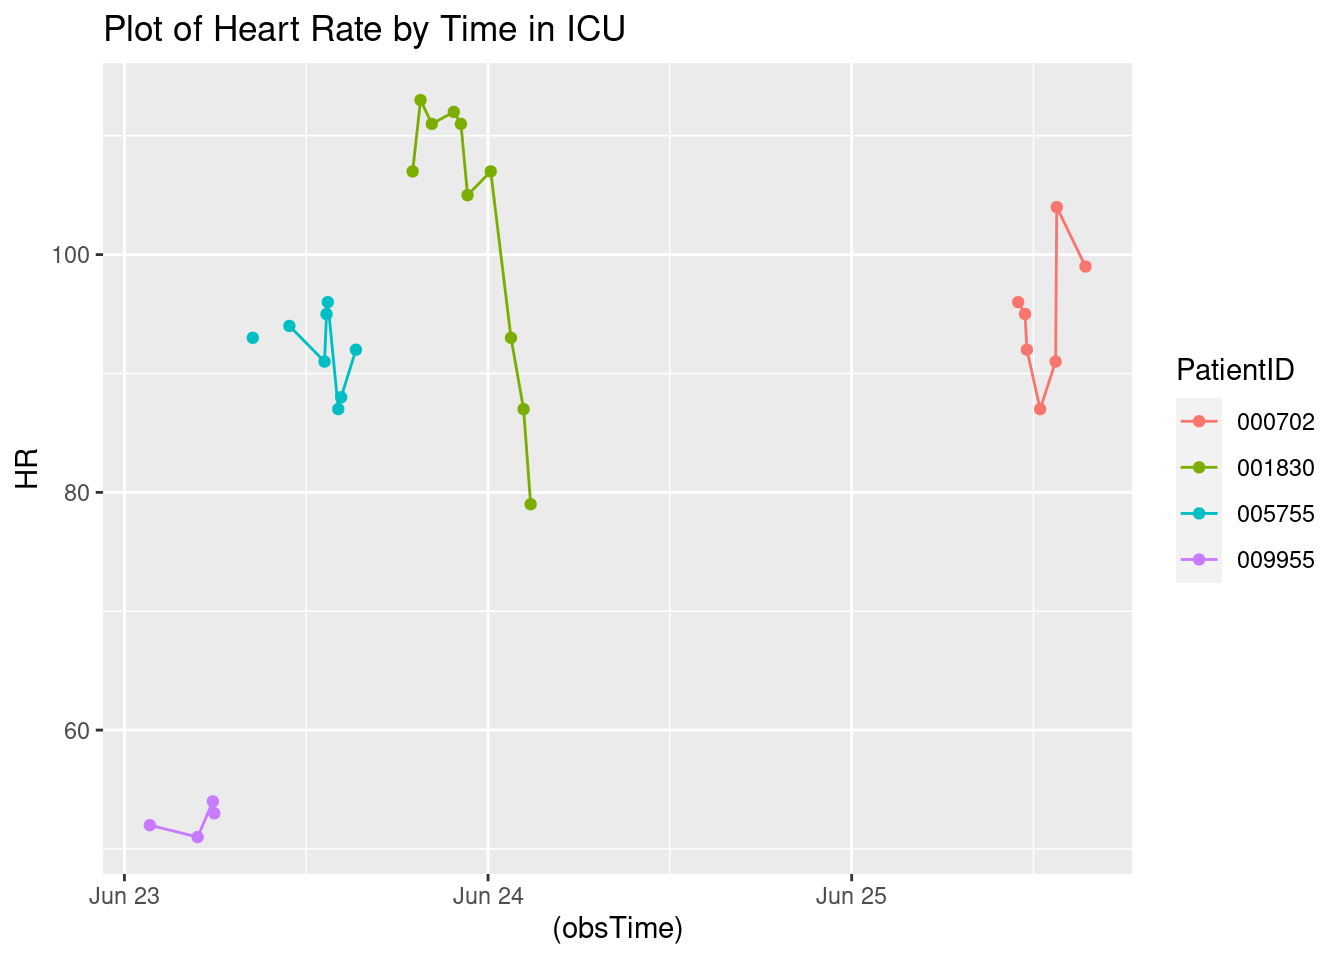 Plot of Heart Rate by Time in ICU
HR
100
80
60
Jun 23
Jun 24
Jun 25
(obsTime)
PatientID
000702
001830
005755
009955